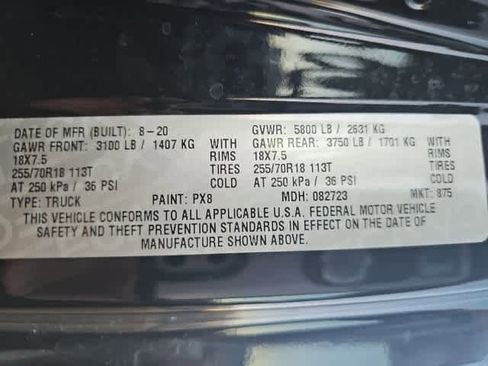 DATE OF MFR (BUILT): 8-20 GVWR: 5800 LB / 2631 KG
GAWR FRONT: 3100 LB / 1407 KG WITH GAWR REAR: 3750 LB / 1701 KG WITH
18X7.5 RIMS 18X7.5 RIMS
255/70R18 113T TIRES 255/70R18 113T TIRES
AT 250 kPa / 36 PSI COLD AT 250 kPa / 36 PSI COLD
TYPE: TRUCK PAINT: PX8 MDH: 082723 MKT: 875
THIS VEHICLE CONFORMS TO ALL APPLICABLE U.S.A. FEDERAL MOTOR VEHICLE
SAFETY AND THEFT PREVENTION STANDARDS IN EFFECT ON THE DATE OF
MANUFACTURE SHOWN ABOVE.